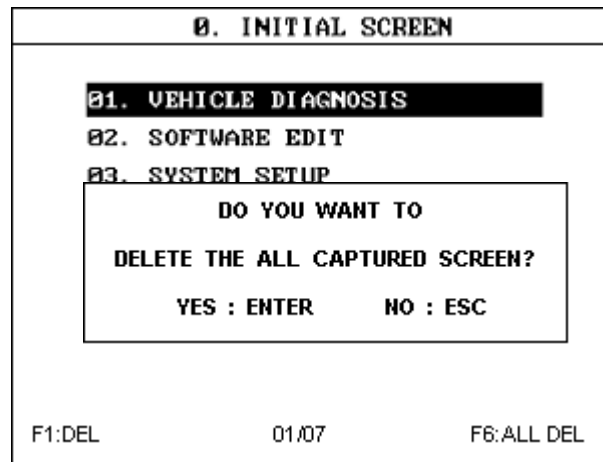 0. INITIAL SCREEN
01. VEHICLE DIAGNOSIS
02. SOFTWARE EDIT
03. SYSTEM SETUP
DO YOU WANT TO
DELETE THE ALL CAPTURED SCREEN?
YES : ENTER NO : ESC
F1:DEL 01/07 F6:ALL DEL